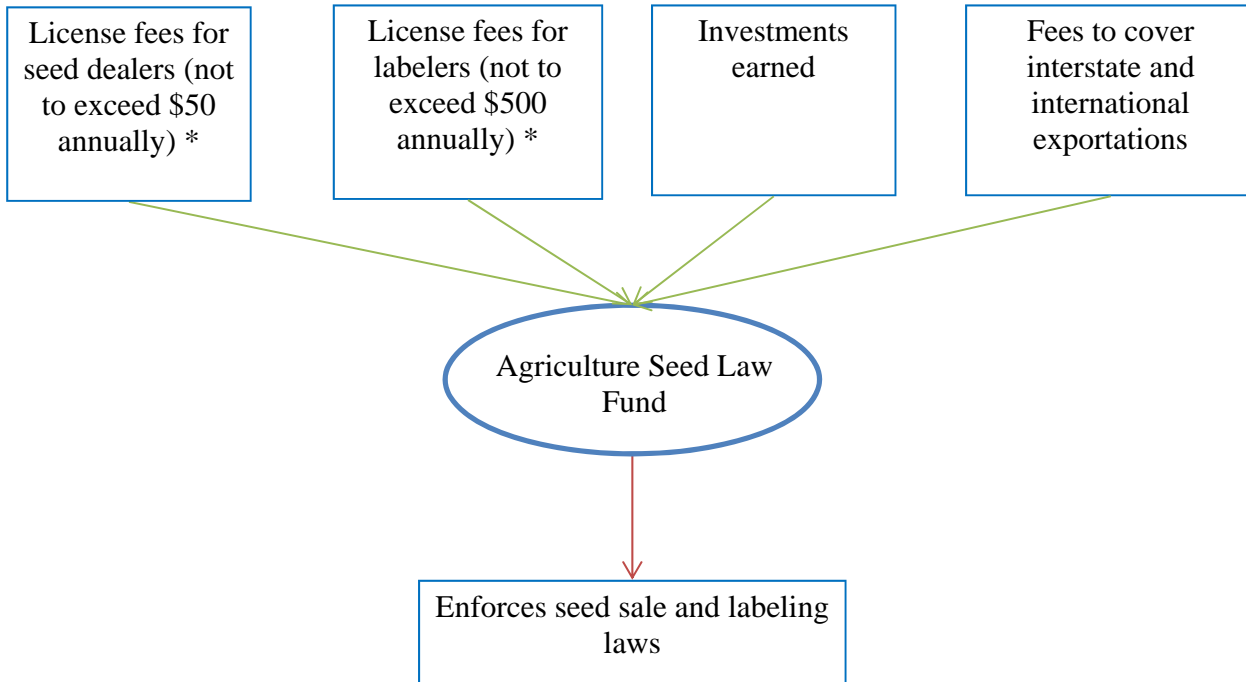 License fees for
seed dealers (not
to exceed $50
annually) *
License fees for
labelers (not to
exceed $500
annually) *
Investments
earned
Fees to cover
interstate and
international
exportations
Agriculture Seed Law
Fund
Enforces seed sale and labeling
laws